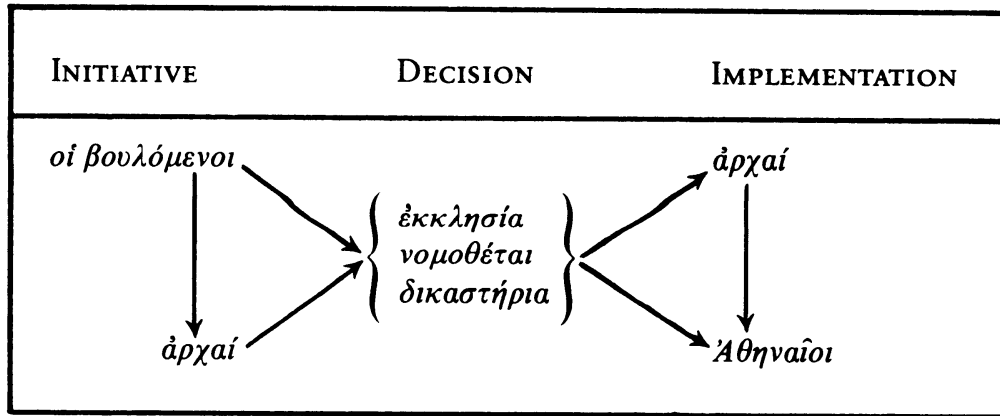 INITIATIVE DECISION IMPLEMENTATION
οἱ βουλόμενοι
ἀρχαί
ἐκκλησία
νομοθέται
δικαστήρια
ἀρχαί
Ἀθηναῖοι